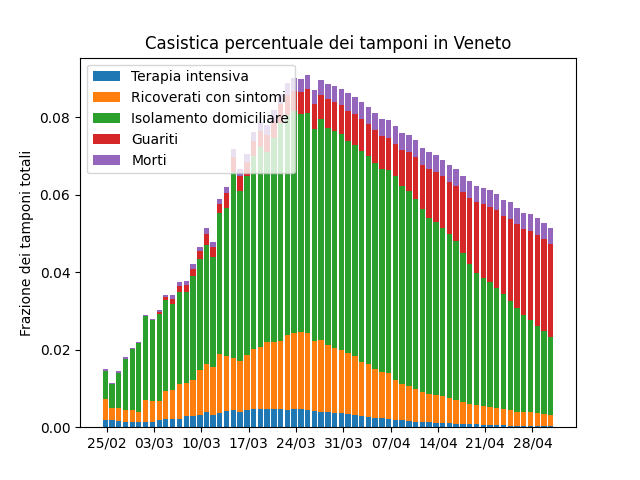 Casistica percentuale dei tamponi in Veneto
Terapia intensiva
Ricoverati con sintomi
Isolamento domiciliare
Guariti
Morti
Frazione dei tamponi totali
0.08
0.06
0.04
0.02
0.00
25/02 03/03 10/03 17/03 24/03 31/03 07/04 14/04 21/04 28/04